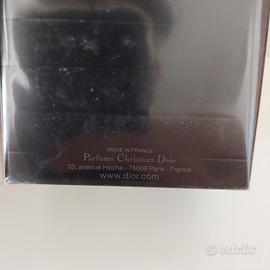 MADE IN FRANCE
Parfums Christian Dior
33, avenue Hoche - 75008 Paris - France
www.dior.com
subito